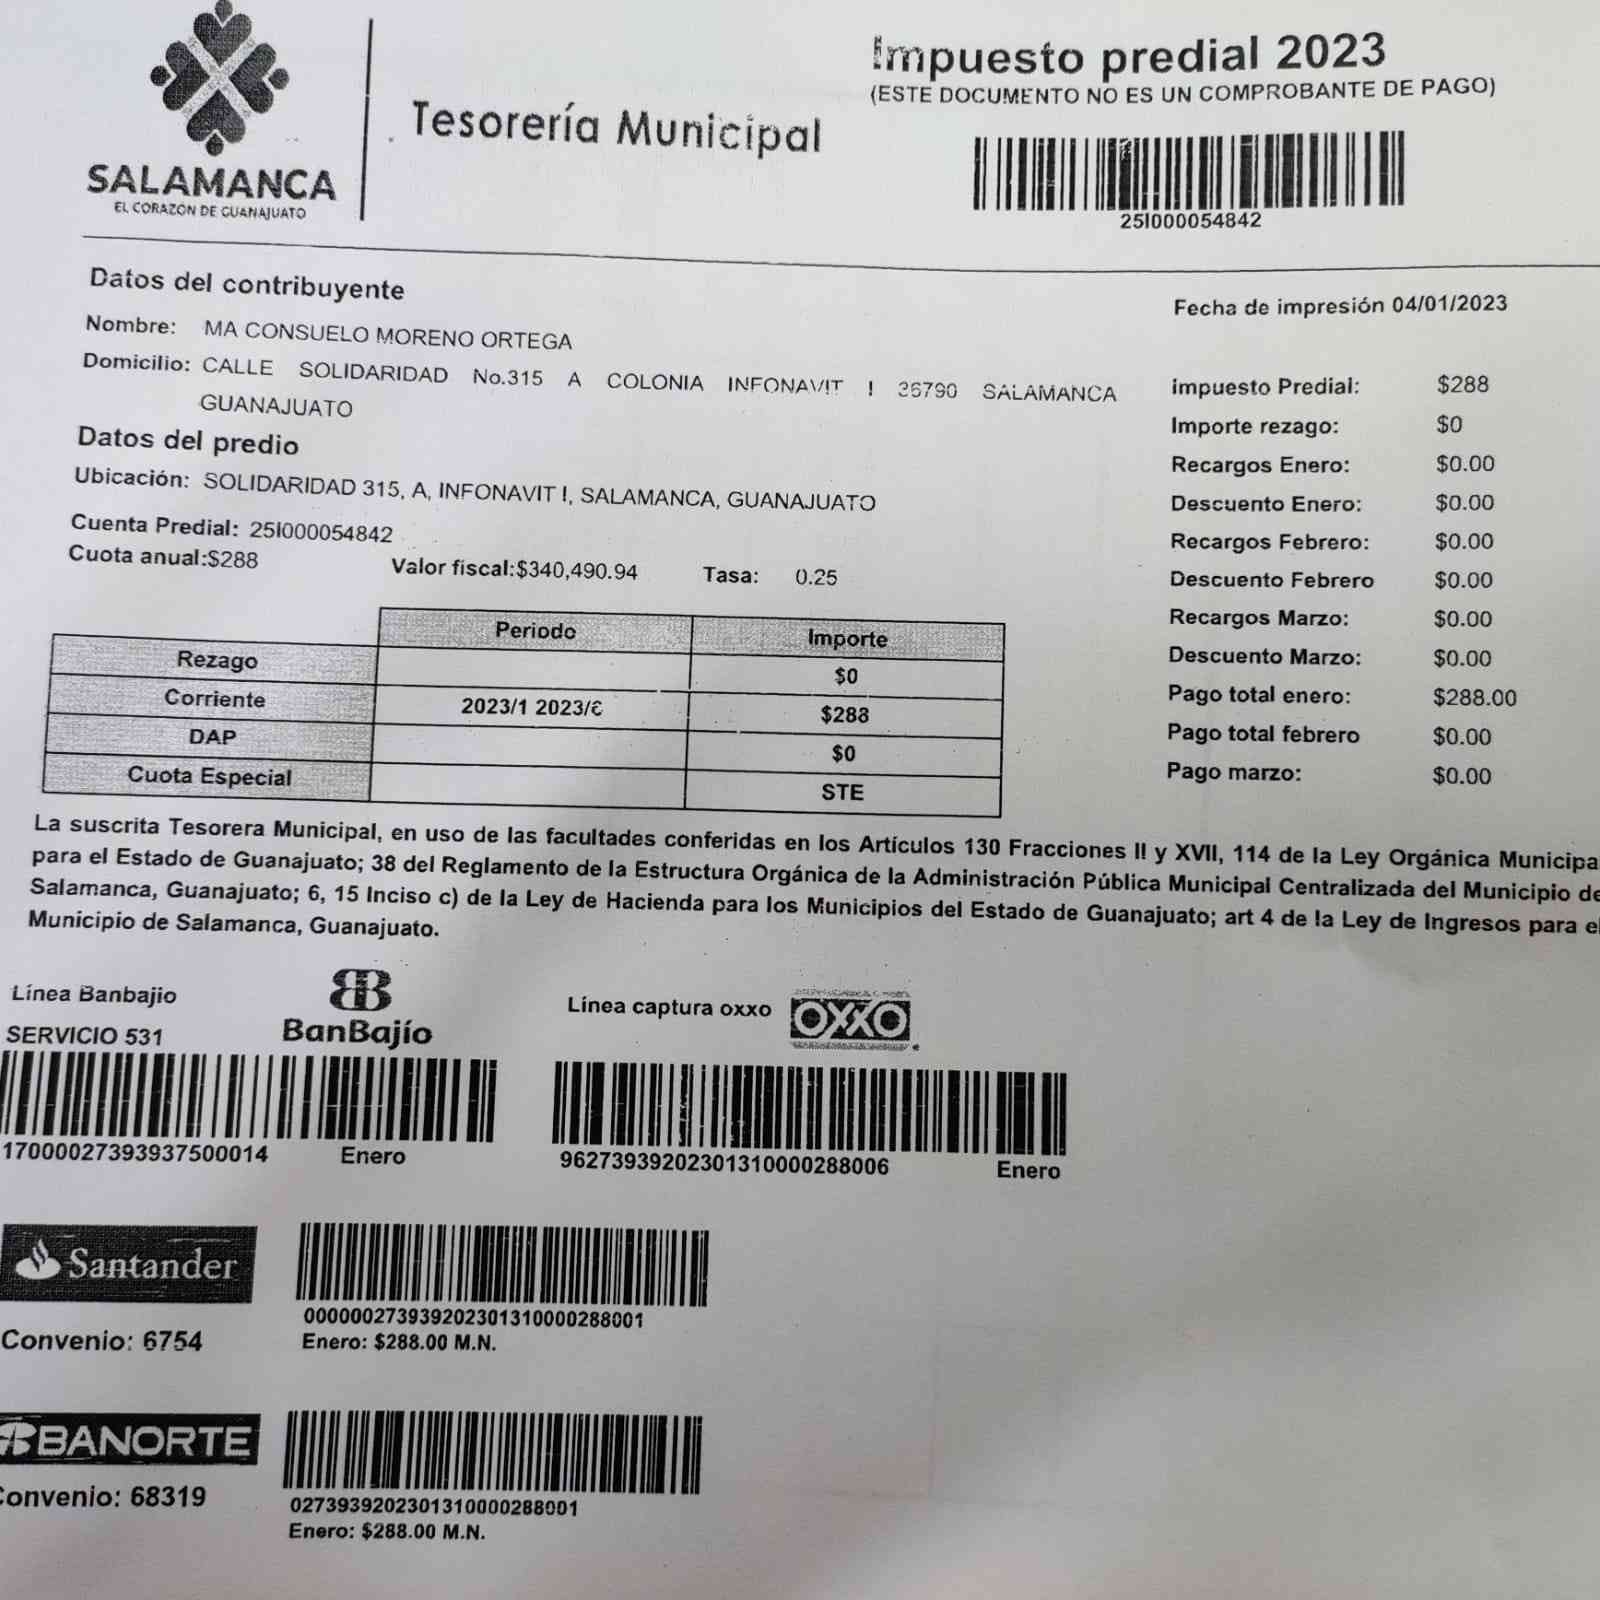 SALAMANCA
EL CORAZÓN DE GUANAJUATO
Tesorería Municipal
Impuesto predial 2023
(ESTE DOCUMENTO NO ES UN COMPROBANTE DE PAGO)
25I000054842
Datos del contribuyente
Nombre: MA CONSUELO MORENO ORTEGA
Domicilio: CALLE SOLIDARIDAD No.315 A COLONIA INFONAVIT I 36790 SALAMANCA
GUANAJUATO
Datos del predio
Ubicación: SOLIDARIDAD 315, A, INFONAVIT I, SALAMANCA, GUANAJUATO
Cuenta Predial: 25I000054842
Cuota anual:$288 Valor fiscal:$340,490.94 Tasa: 0.25
Fecha de impresión 04/01/2023
impuesto Predial: $288
Importe rezago: $0
Recargos Enero: $0.00
Descuento Enero: $0.00
Recargos Febrero: $0.00
Descuento Febrero $0.00
Recargos Marzo: $0.00
Descuento Marzo: $0.00
Pago total enero: $288.00
Pago total febrero $0.00
Pago marzo: $0.00
Periodo Importe
Rezago $0
Corriente 2023/1 2023/6 $288
DAP $0
Cuota Especial STE
La suscrita Tesorera Municipal, en uso de las facultades conferidas en los Artículos 130 Fracciones II y XVII, 114 de la Ley Orgánica Municipa
para el Estado de Guanajuato; 38 del Reglamento de la Estructura Orgánica de la Administración Pública Municipal Centralizada del Municipio de
Salamanca, Guanajuato; 6, 15 Inciso c) de la Ley de Hacienda para los Municipios del Estado de Guanajuato; art 4 de la Ley de Ingresos para el
Municipio de Salamanca, Guanajuato.
Línea Banbajio
SERVICIO 531
BanBajío
17000027393937500014 Enero
Línea captura oxxo
OXXO
96273939202301310000288006 Enero
Santander
Convenio: 6754
000000273939202301310000288001
Enero: $288.00 M.N.
BANORTE
Convenio: 68319
0273939202301310000288001
Enero: $288.00 M.N.